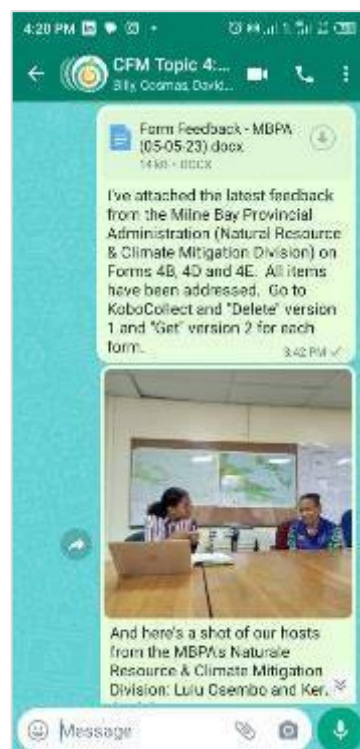 4:20 PM
CFM Topic 4:...
Billy, Cosmas, David...
Form Feedback - MBPA
(05-05-23).docx
14 kB • DOCX
I've attached the latest feedback
from the Milne Bay Provincial
Administration (Natural Resource
& Climate Mitigation Division) on
Forms 4B, 4D and 4E. All items
have been addressed. Go to
KoboCollect and "Delete" version
1 and "Get" version 2 for each
form.
3:42 PM
And here's a shot of our hosts
from the MBPA's Naturale
Resource & Climate Mitigation
Division: Lulu Osembo and
Message